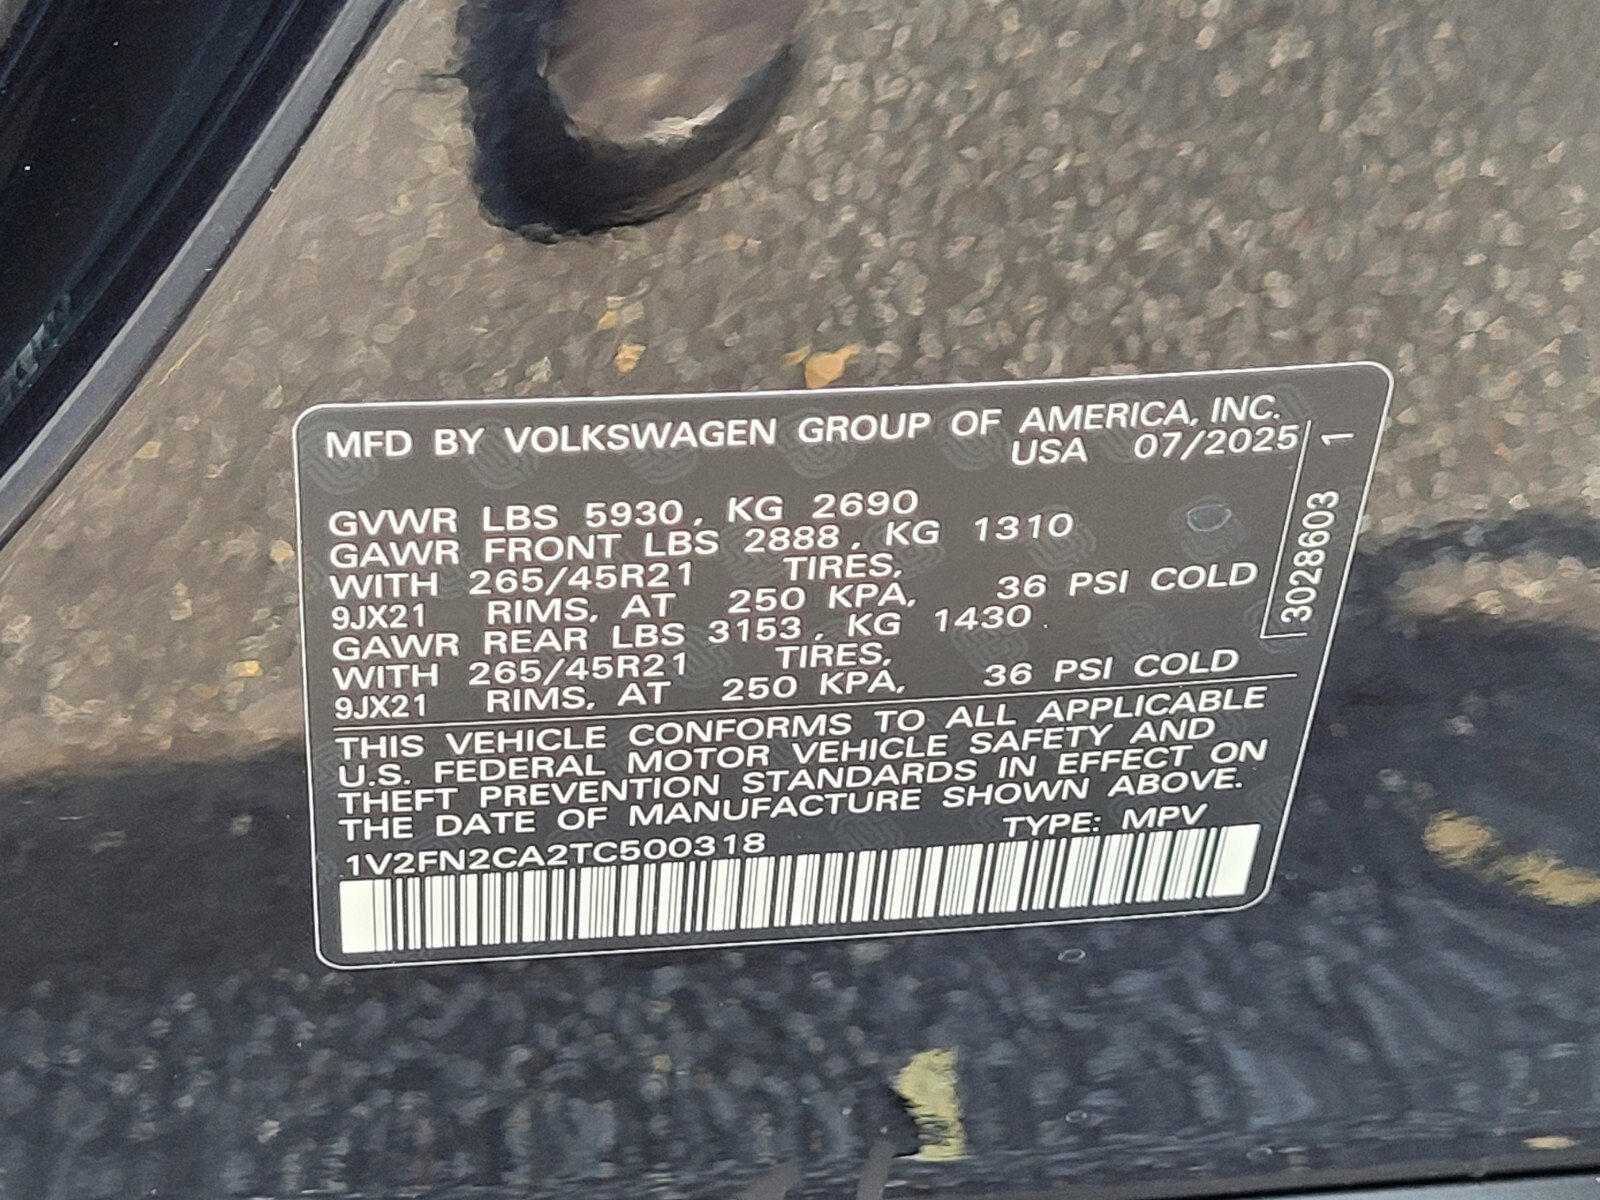 MFD BY VOLKSWAGEN GROUP OF AMERICA, INC.
USA 07/2025
GVWR LBS 5930, KG 2690
GAWR FRONT LBS 2888, KG 1310
WITH 265/45R21 TIRES,
9JX21 RIMS, AT 250 KPA, 36 PSI COLD
GAWR REAR LBS 3153, KG 1430.
WITH 265/45R21 TIRES,
9JX21 RIMS, AT 250 KPA, 36 PSI COLD
THIS VEHICLE CONFORMS TO ALL APPLICABLE
U.S. FEDERAL MOTOR VEHICLE SAFETY AND
THEFT PREVENTION STANDARDS IN EFFECT ON
THE DATE OF MANUFACTURE SHOWN ABOVE.
1V2FN2CA2TC500318 TYPE: MPV
3028603 1